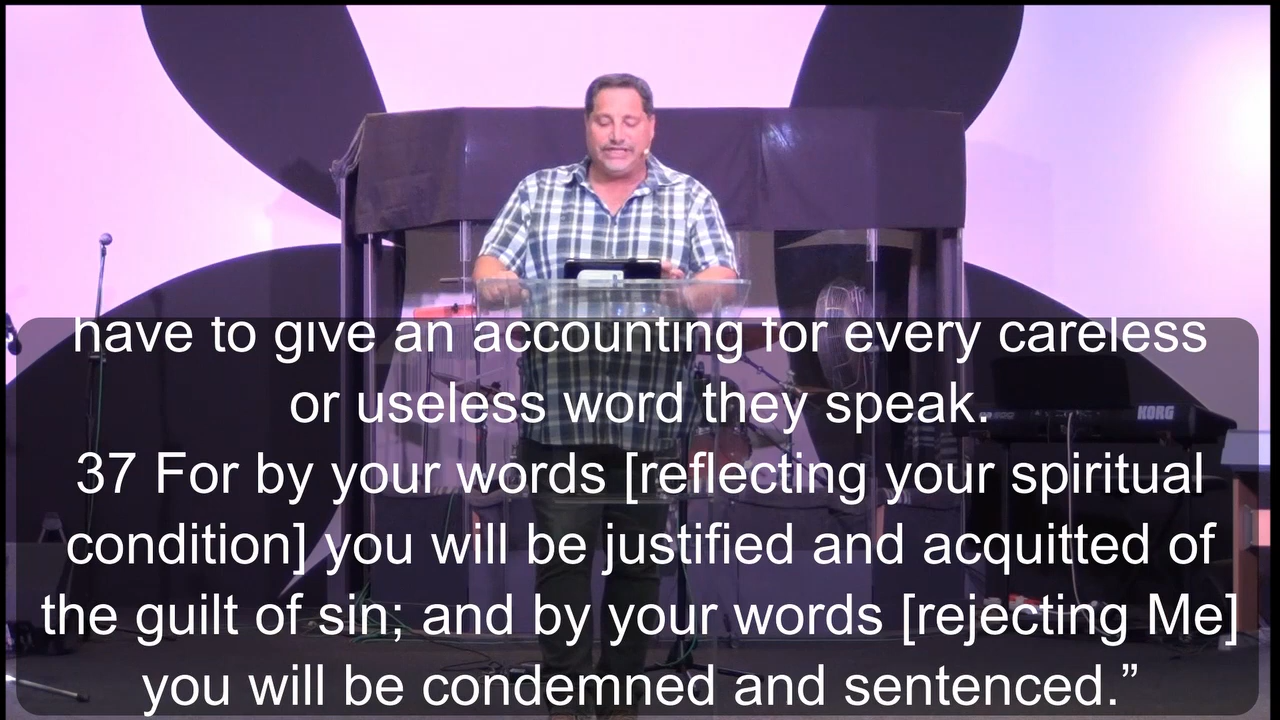 have to give an accounting for every careless
or useless word they speak.
37 For by your words [reflecting your spiritual
condition] you will be justified and acquitted of
the guilt of sin; and by your words [rejecting Me]
you will be condemned and sentenced.”
KORG